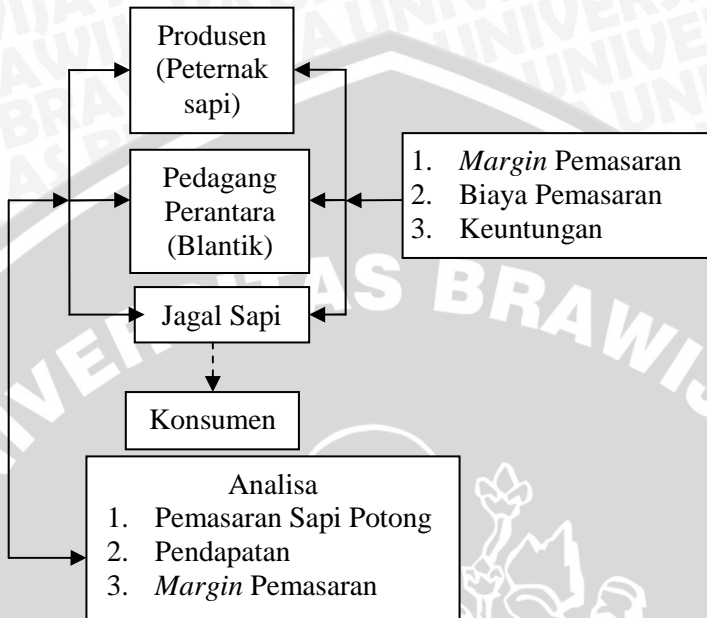 Produsen
(Peternak
sapi)
Pedagang
Perantara
(Blantik)
1. Margin Pemasaran
2. Biaya Pemasaran
3. Keuntungan
Jagal Sapi
Konsumen
Analisa
1. Pemasaran Sapi Potong
2. Pendapatan
3. Margin Pemasaran